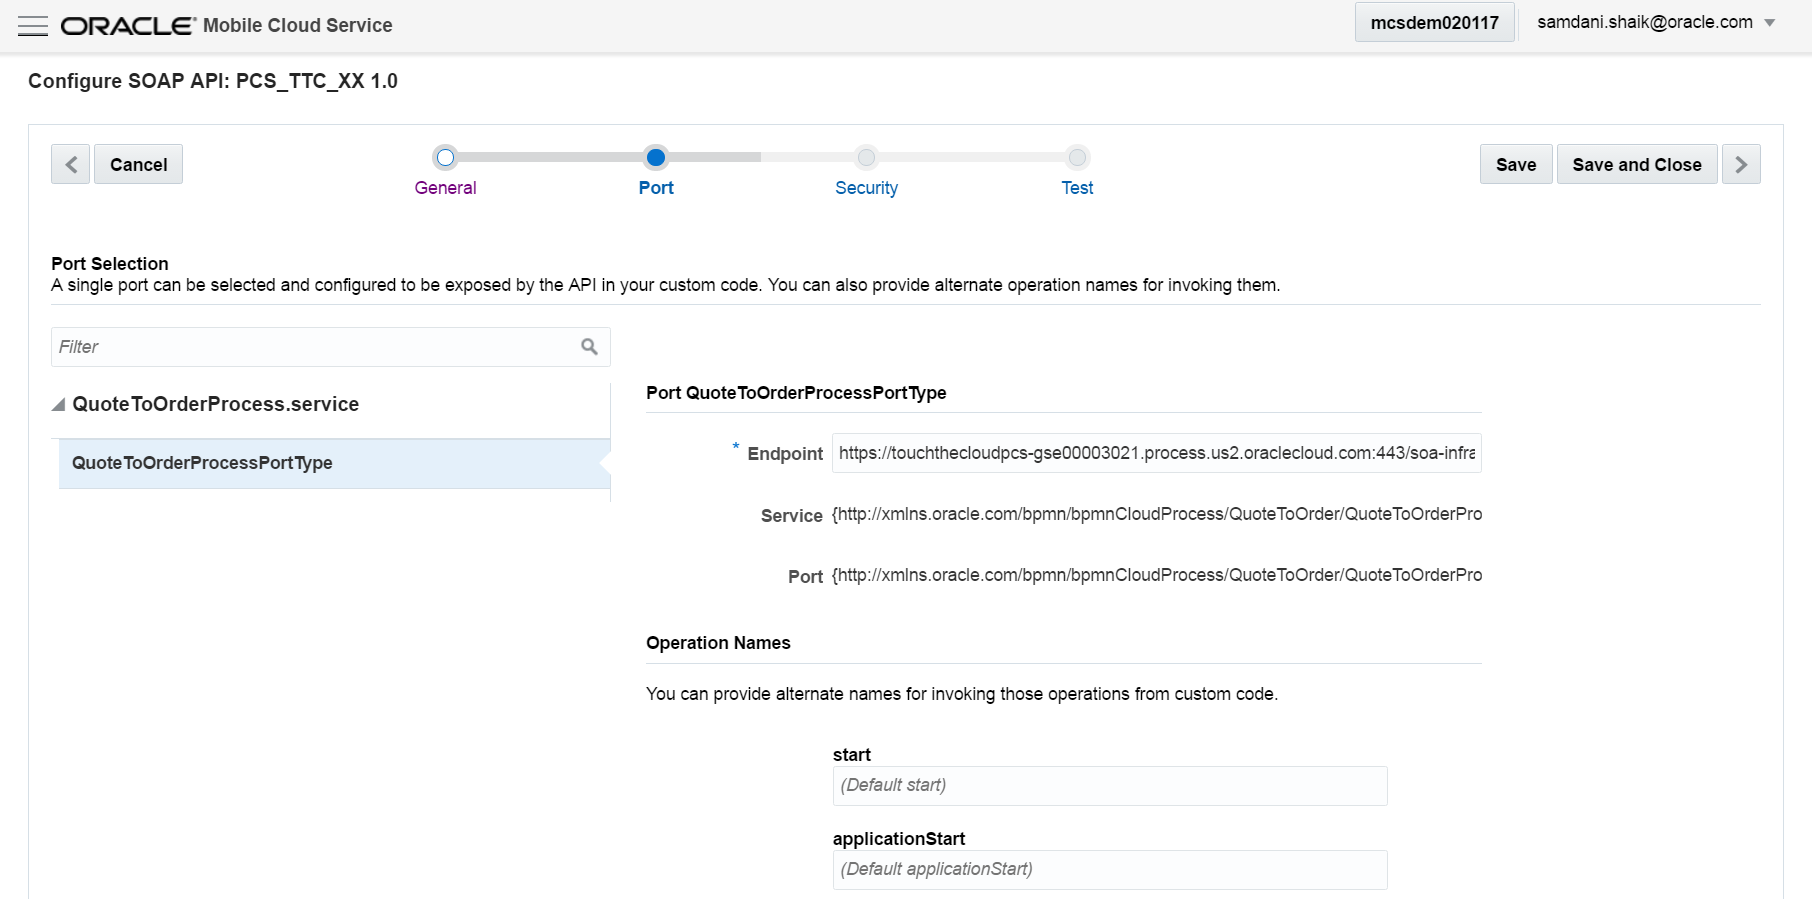 ORACLE Mobile Cloud Service
mcsdem020117
samdani.shaik@oracle.com
Configure SOAP API: PCS_TTC_XX 1.0
Cancel
General
Port
Security
Test
Save
Save and Close
Port Selection
A single port can be selected and configured to be exposed by the API in your custom code. You can also provide alternate operation names for invoking them.
Filter
QuoteToOrderProcess.service
QuoteToOrderProcessPortType
Port QuoteToOrderProcessPortType
* Endpoint https://touchthecloudpcs-gse00003021.process.us2.oraclecloud.com:443/soa-infra
Service {http://xmlns.oracle.com/bpmn/bpmnCloudProcess/QuoteToOrder/QuoteToOrderPro
Port {http://xmlns.oracle.com/bpmn/bpmnCloudProcess/QuoteToOrder/QuoteToOrderPro
Operation Names
You can provide alternate names for invoking those operations from custom code.
start
(Default start)
applicationStart
(Default applicationStart)